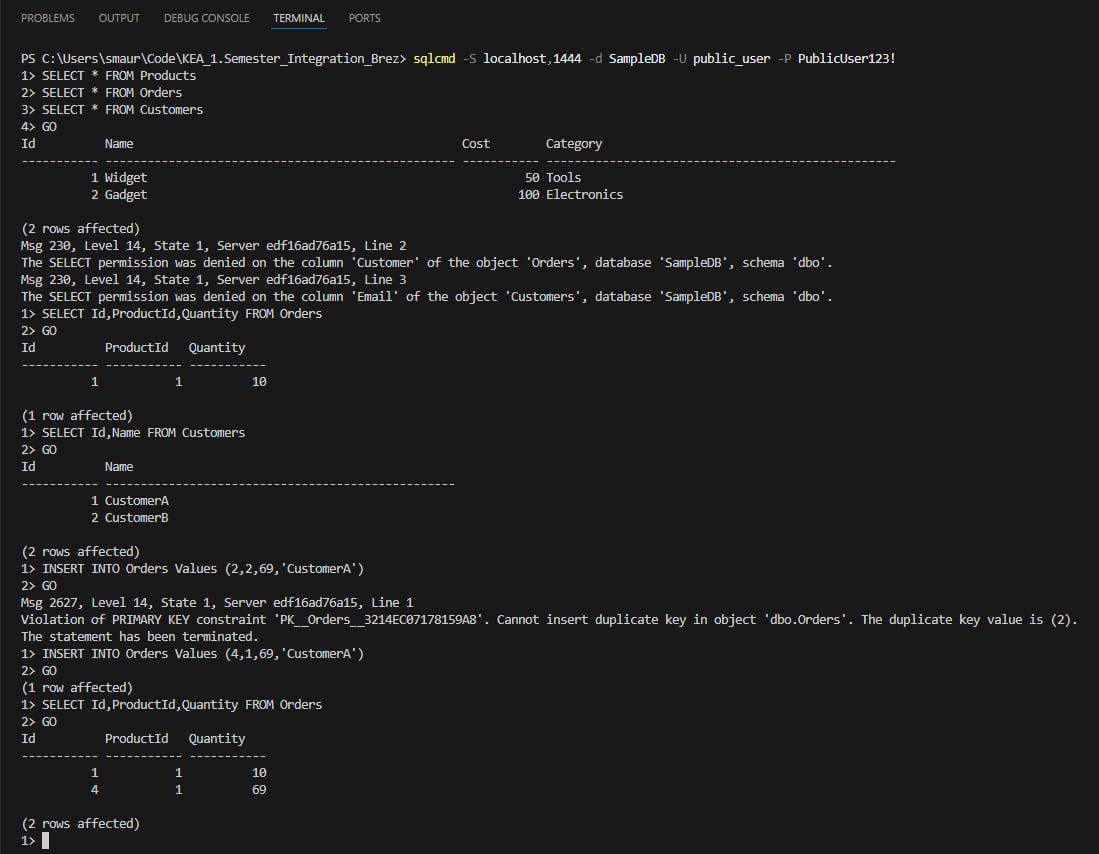 PROBLEMS OUTPUT DEBUG CONSOLE TERMINAL PORTS
PS C:\Users\smaur\Code\KEA_1.Semester_Integration_Brez> sqlcmd -S localhost,1444 -d SampleDB -U public_user -P PublicUser123!
1> SELECT * FROM Products
2> SELECT * FROM Orders
3> SELECT * FROM Customers
4> GO
Id          Name                                               Cost        Category
----------- -------------------------------------------------- ----------- --------------------------------------------------
          1 Widget                                                      50 Tools
          2 Gadget                                                     100 Electronics

(2 rows affected)
Msg 230, Level 14, State 1, Server edf16ad76a15, Line 2
The SELECT permission was denied on the column 'Customer' of the object 'Orders', database 'SampleDB', schema 'dbo'.
Msg 230, Level 14, State 1, Server edf16ad76a15, Line 3
The SELECT permission was denied on the column 'Email' of the object 'Customers', database 'SampleDB', schema 'dbo'.
1> SELECT Id,ProductId,Quantity FROM Orders
2> GO
Id          ProductId   Quantity
----------- ----------- -----------
          1           1          10

(1 row affected)
1> SELECT Id,Name FROM Customers
2> GO
Id          Name
----------- --------------------------------------------------
          1 CustomerA
          2 CustomerB

(2 rows affected)
1> INSERT INTO Orders Values (2,2,69,'CustomerA')
2> GO
Msg 2627, Level 14, State 1, Server edf16ad76a15, Line 1
Violation of PRIMARY KEY constraint 'PK__Orders__3214EC07178159A8'. Cannot insert duplicate key in object 'dbo.Orders'. The duplicate key value is (2).
The statement has been terminated.
1> INSERT INTO Orders Values (4,1,69,'CustomerA')
2> GO
(1 row affected)
1> SELECT Id,ProductId,Quantity FROM Orders
2> GO
Id          ProductId   Quantity
----------- ----------- -----------
          1           1          10
          4           1          69

(2 rows affected)
1>